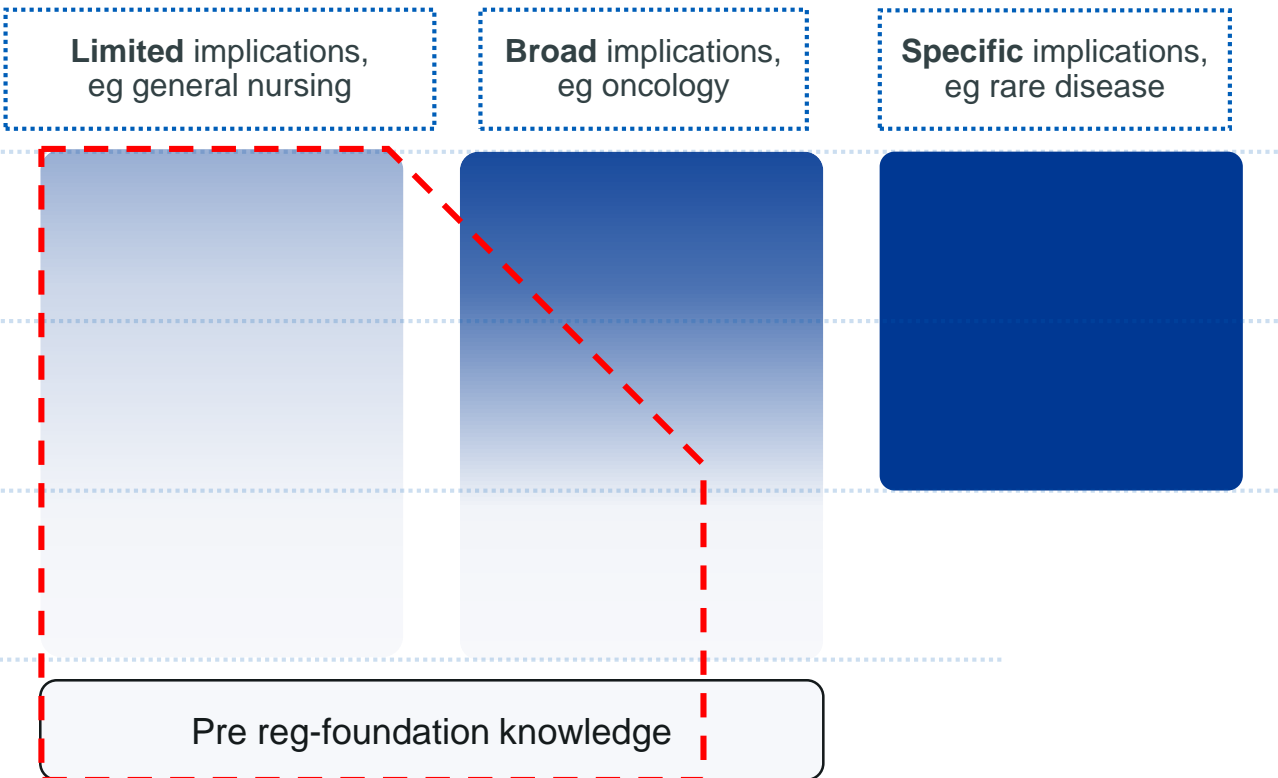 Limited implications,
eg general nursing
Broad implications,
eg oncology
Specific implications,
eg rare disease
Pre reg-foundation knowledge